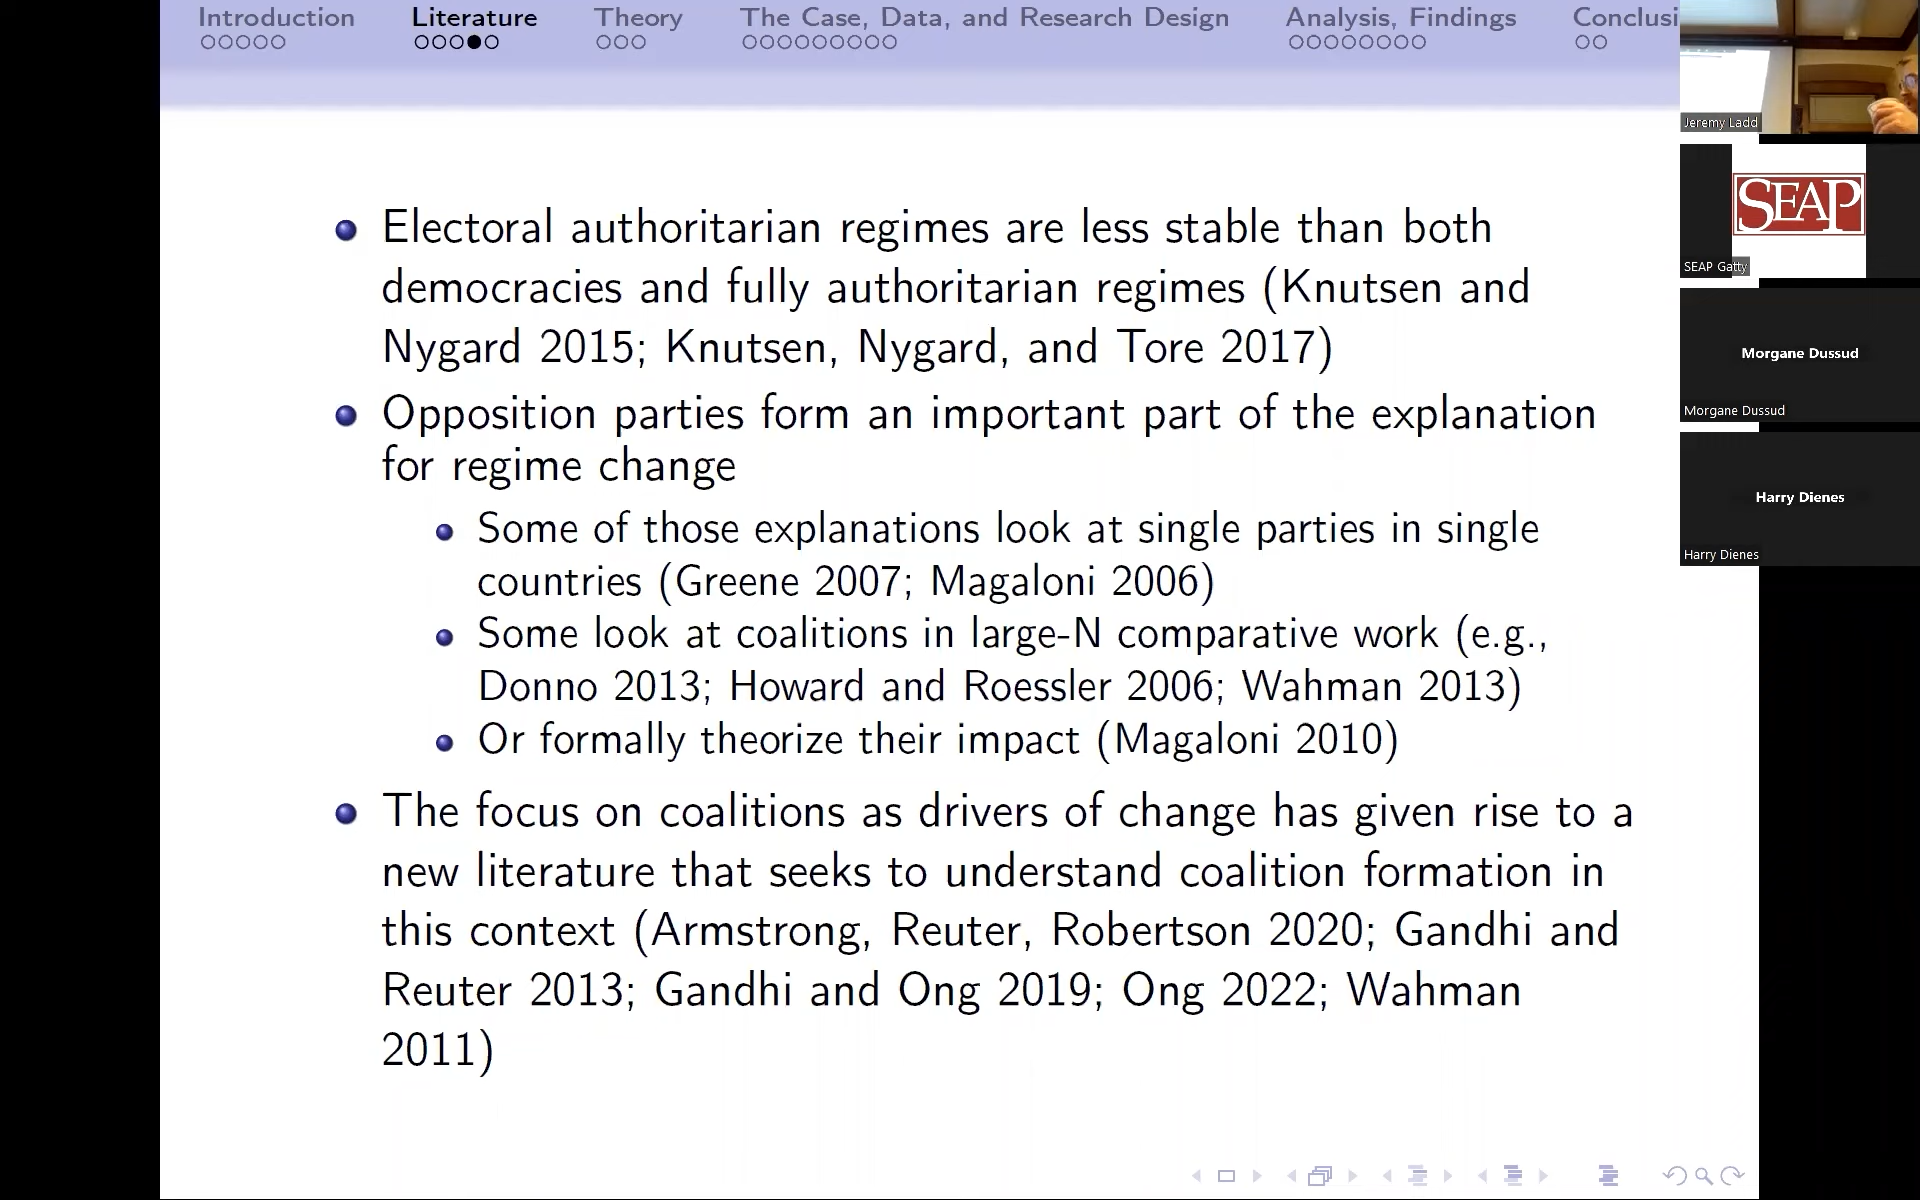 Introduction Literature Theory The Case, Data, and Research Design Analysis, Findings Conclusi
Jeremy Ladd
SEAP
SEAP Gatty
Morgane Dussud
Morgane Dussud
Harry Dienes
Harry Dienes
Electoral authoritarian regimes are less stable than both
democracies and fully authoritarian regimes (Knutsen and
Nygard 2015; Knutsen, Nygard, and Tore 2017)
Opposition parties form an important part of the explanation
for regime change
Some of those explanations look at single parties in single
countries (Greene 2007; Magaloni 2006)
Some look at coalitions in large-N comparative work (e.g.,
Donno 2013; Howard and Roessler 2006; Wahman 2013)
Or formally theorize their impact (Magaloni 2010)
The focus on coalitions as drivers of change has given rise to a
new literature that seeks to understand coalition formation in
this context (Armstrong, Reuter, Robertson 2020; Gandhi and
Reuter 2013; Gandhi and Ong 2019; Ong 2022; Wahman
2011)